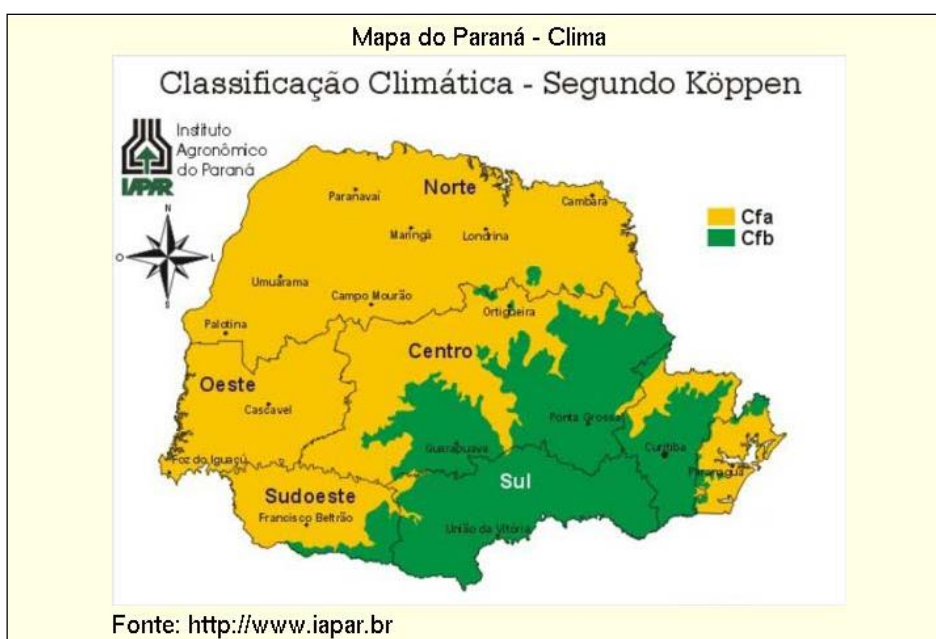 Mapa do Paraná - Clima
Classificação Climática - Segundo Köppen
Instituto
Agronômico
do Paraná
IAPAR
N
O
L
S
Cfa
Cfb
Norte
Paranavaí
Cambará
Maringá
Londrina
Umuarama
Campo Mourão
Ortigueira
Palotina
Centro
Oeste
Cascavel
Ponta Grossa
Guarapuava
Curitiba
Foz do Iguaçú
Paranaguá
Sul
Sudoeste
Francisco Beltrão
União da Vitória
Fonte: http://www.iapar.br